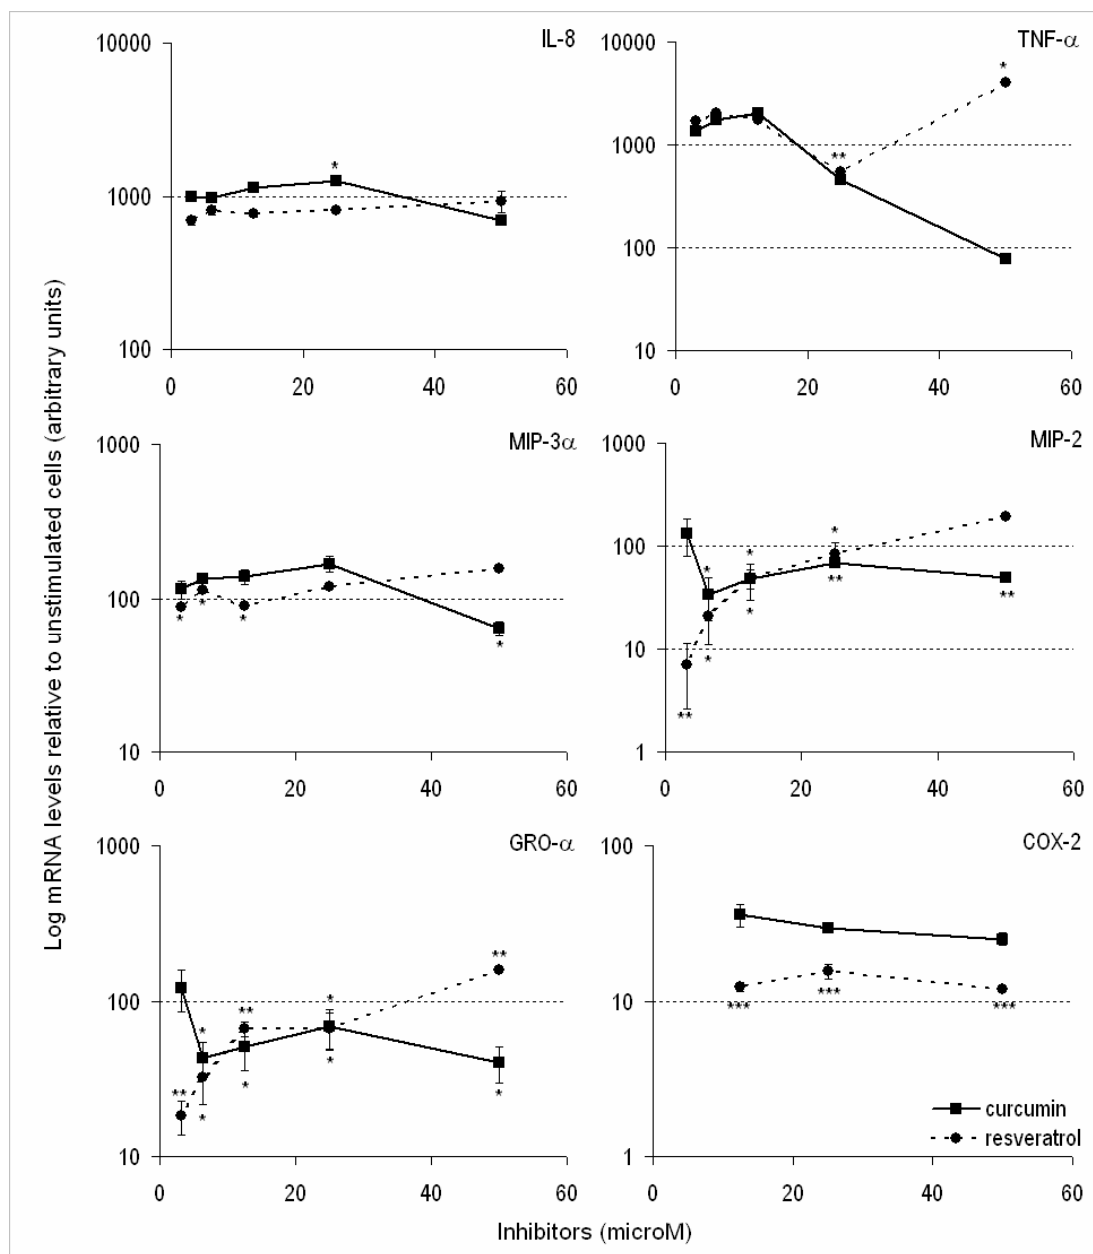 Log mRNA levels relative to unstimulated cells (arbitrary units)
IL-8
10000
1000
100
0 20 40 60
*
TNF-α
10000
1000
100
10
0 20 40 60
**
*
MIP-3α
1000
100
10
0 20 40 60
* * * *
MIP-2
1000
100
10
1
0 20 40 60
* * *
** * * ** **
GRO-α
1000
100
10
0 20 40 60
** * ** * **
* * * *
COX-2
100
10
1
0 20 40 60
*** *** ***
curcumin
resveratrol
Inhibitors (microM)